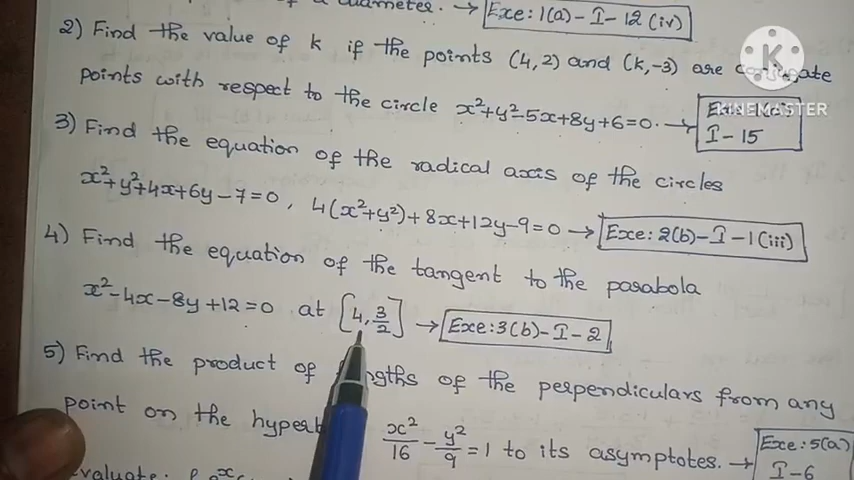 diameter. → Exe: 1(a)-I-12(iv)
2) Find the value of k if the points (4,2) and (k,-3) are conjugate
points with respect to the circle x²+y²-5x+8y+6=0. →
I-15
KINEMASTER
3) Find the equation of the radical axis of the circles
x²+y²+4x+6y-7=0, 4(x²+y²)+8x+12y-9=0 → Exe: 2(b)-I-1(iii)
4) Find the equation of the tangent to the parabola
x²-4x-8y+12=0 at [4, 3/2] → Exe: 3(b)-I-2
5) Find the product of lengths of the perpendiculars from any
point on the x²/16 - y²/9 = 1 to its asymptotes. → Exe: 5(a)
I-6